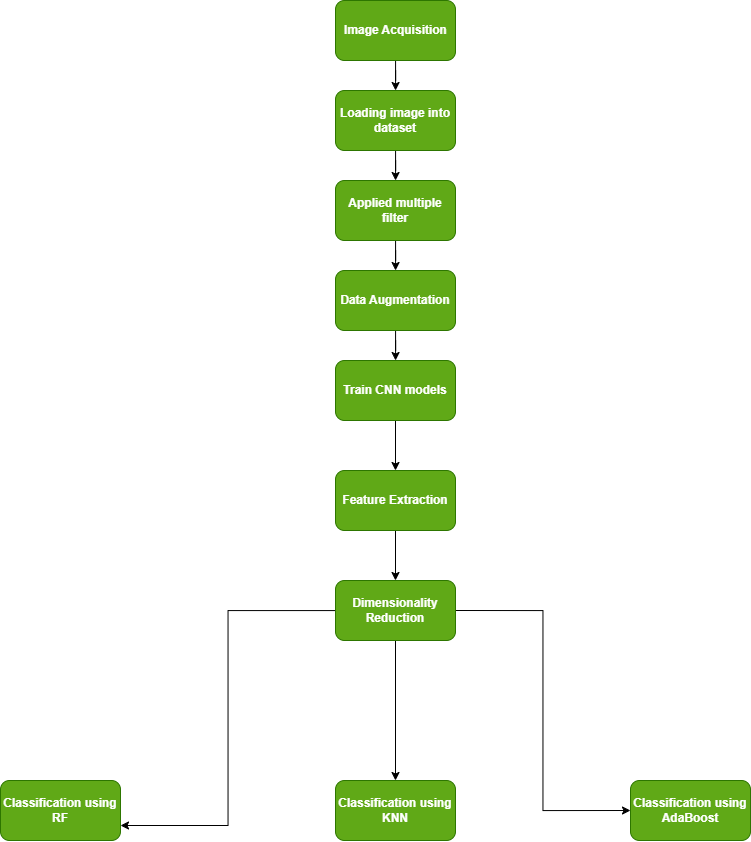 Image Acquisition
Loading image into
dataset
Applied multiple
filter
Data Augmentation
Train CNN models
Feature Extraction
Dimensionality
Reduction
Classification using
RF
Classification using
KNN
Classification using
AdaBoost